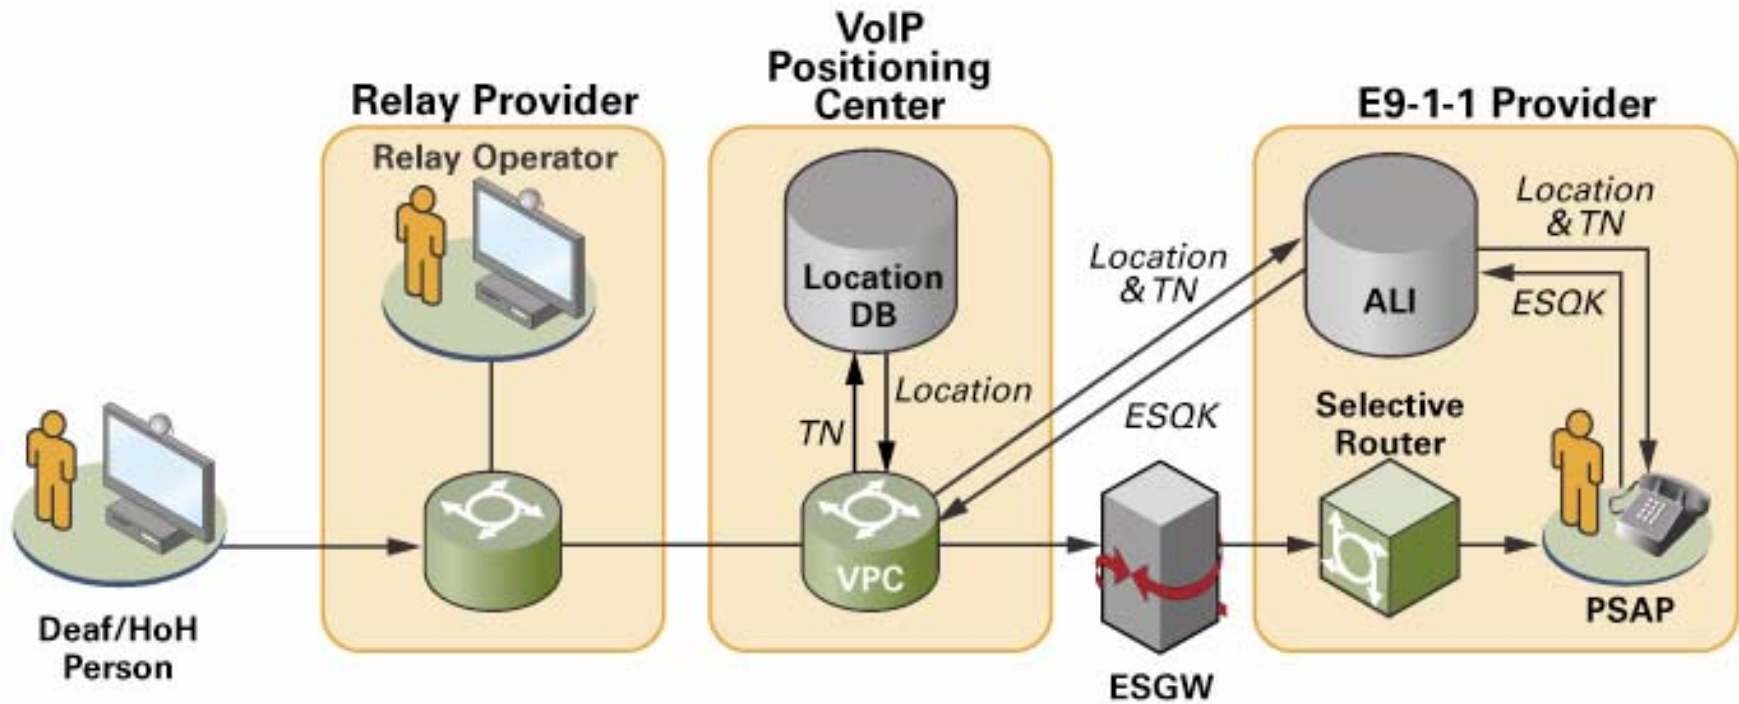 VoIP
Positioning
Center
Relay Provider
E9-1-1 Provider
Relay Operator
Location
DB
TN
Location
VPC
Location
& TN
ESQK
ALI
Location
& TN
ESQK
Selective
Router
PSAP
Deaf/HoH
Person
ESGW